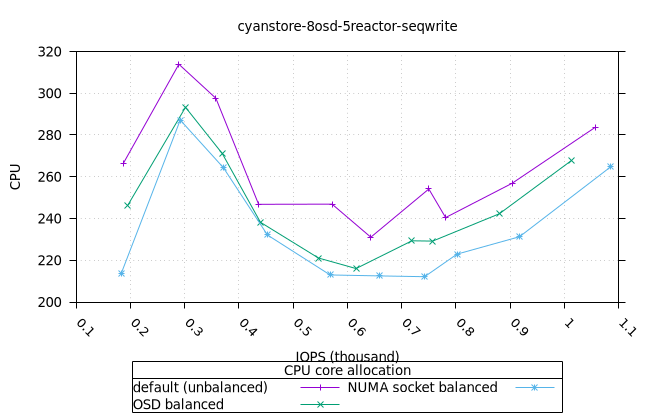 cyanstore-8osd-5reactor-seqwrite
320
300
280
260
240
220
200
CPU
0.1 0.2 0.3 0.4 0.5 0.6 0.7 0.8 0.9 1 1.1
IOPS (thousand)
CPU core allocation
default (unbalanced) NUMA socket balanced
OSD balanced